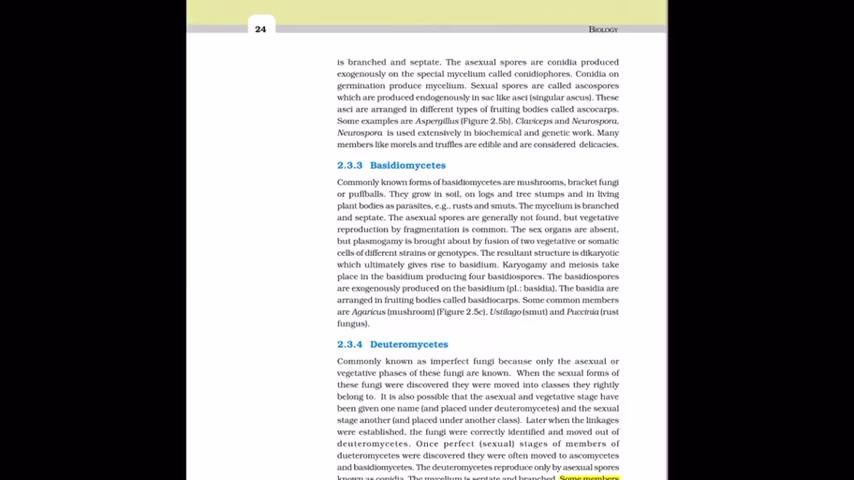 24
BIOLOGY
is branched and septate. The asexual spores are conidia produced
exogenously on the special mycelium called conidiophores. Conidia on
germination produce mycelium. Sexual spores are called ascospores
which are produced endogenously in sac like asci (singular ascus). These
asci are arranged in different types of fruiting bodies called ascocarps.
Some examples are Aspergillus (Figure 2.5b), Claviceps and Neurospora.
Neurospora is used extensively in biochemical and genetic work. Many
members like morels and truffles are edible and are considered delicacies.
2.3.3 Basidiomycetes
Commonly known forms of basidiomycetes are mushrooms, bracket fungi
or puffballs. They grow in soil, on logs and tree stumps and in living
plant bodies as parasites, e.g., rusts and smuts. The mycelium is branched
and septate. The asexual spores are generally not found, but vegetative
reproduction by fragmentation is common. The sex organs are absent,
but plasmogamy is brought about by fusion of two vegetative or somatic
cells of different strains or genotypes. The resultant structure is dikaryotic
which ultimately gives rise to basidium. Karyogamy and meiosis take
place in the basidium producing four basidiospores. The basidiospores
are exogenously produced on the basidium (pl.: basidia). The basidia are
arranged in fruiting bodies called basidiocarps. Some common members
are Agaricus (mushroom) (Figure 2.5c), Ustilago (smut) and Puccinia (rust
fungus).
2.3.4 Deuteromycetes
Commonly known as imperfect fungi because only the asexual or
vegetative phases of these fungi are known. When the sexual forms of
these fungi were discovered they were moved into classes they rightly
belong to. It is also possible that the asexual and vegetative stage have
been given one name (and placed under deuteromycetes) and the sexual
stage another (and placed under another class). Later when the linkages
were established, the fungi were correctly identified and moved out of
deuteromycetes. Once perfect (sexual) stages of members of
dueteromycetes were discovered they were often moved to ascomycetes
and basidiomycetes. The deuteromycetes reproduce only by asexual spores
known as conidia. The mycelium is septate and branched. Some members